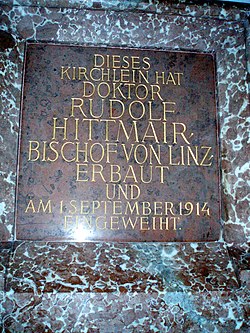 DIESES
KIRCHLEIN HAT
DOKTOR
RUDOLF
HITTMAIR·
BISCHOF VON LINZ·
ERBAUT
UND
AM 1. SEPTEMBER 1914
EINGEWEIHT.